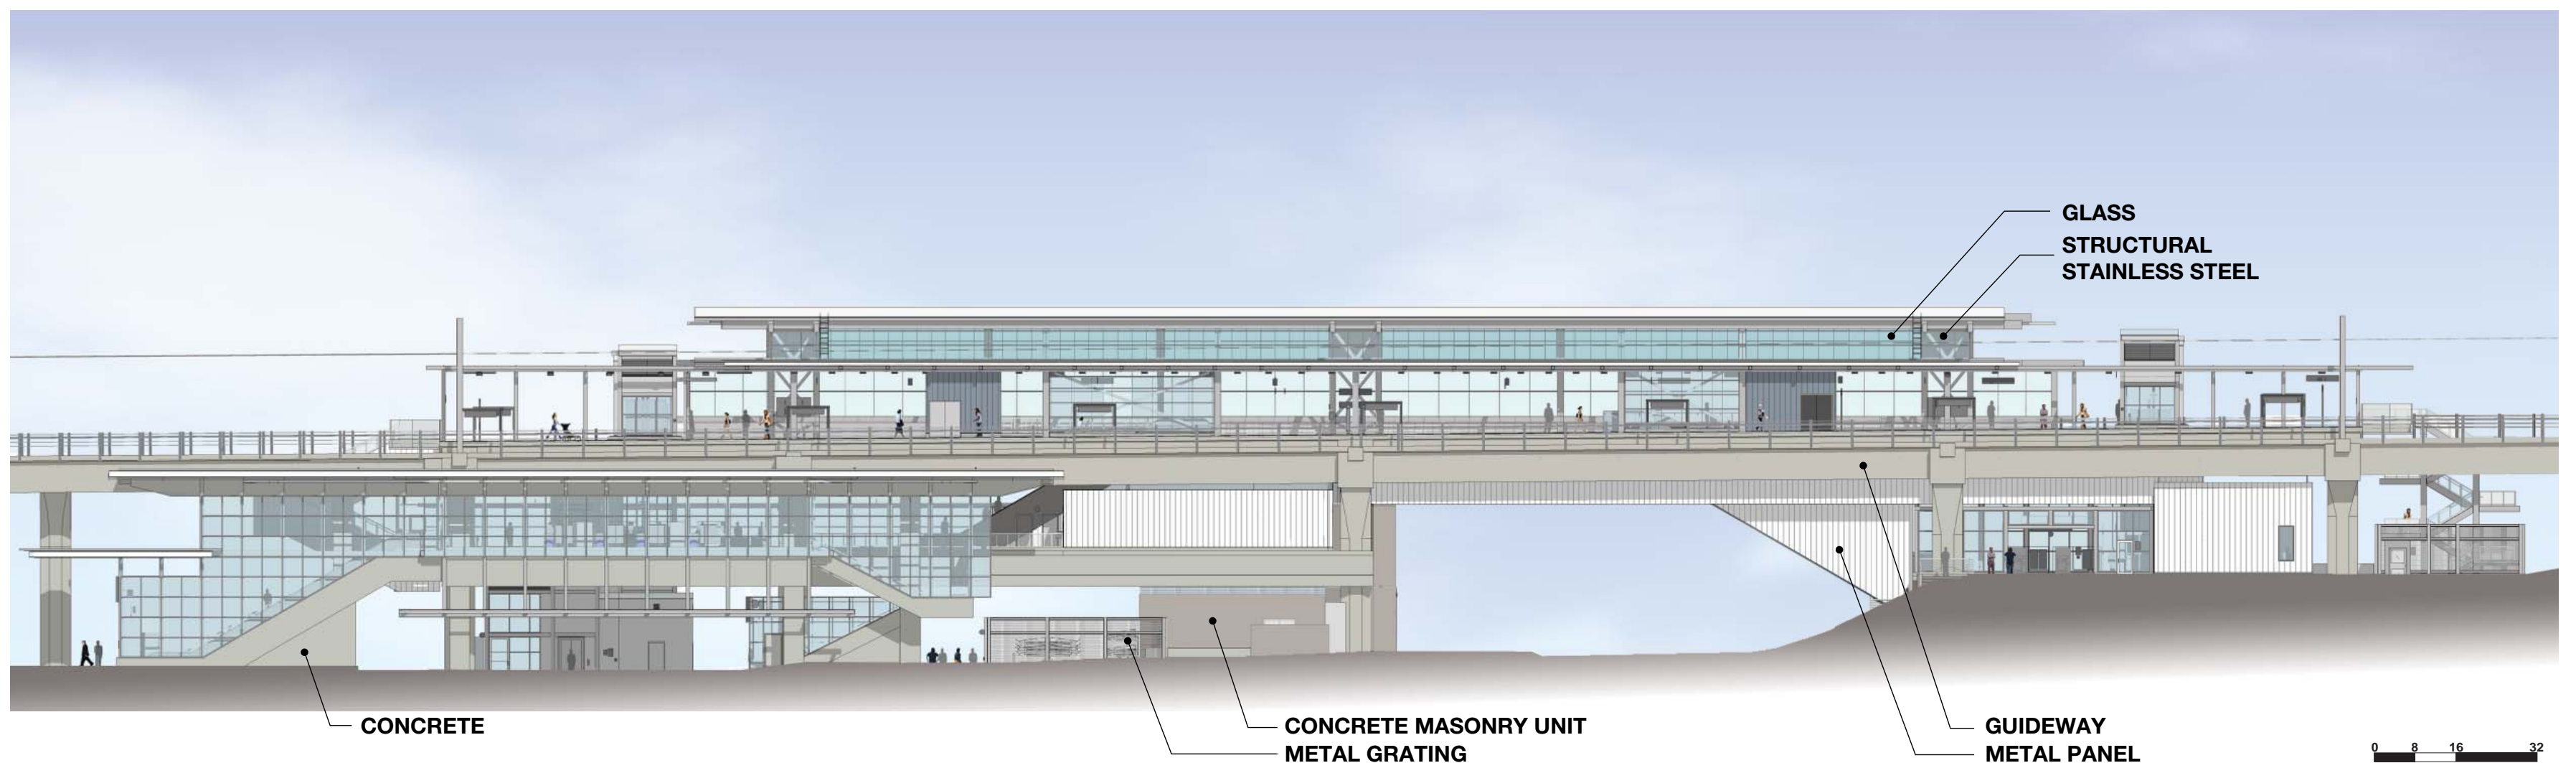 GLASS
STRUCTURAL
STAINLESS STEEL
CONCRETE
CONCRETE MASONRY UNIT
METAL GRATING
GUIDEWAY
METAL PANEL
0 8 16 32